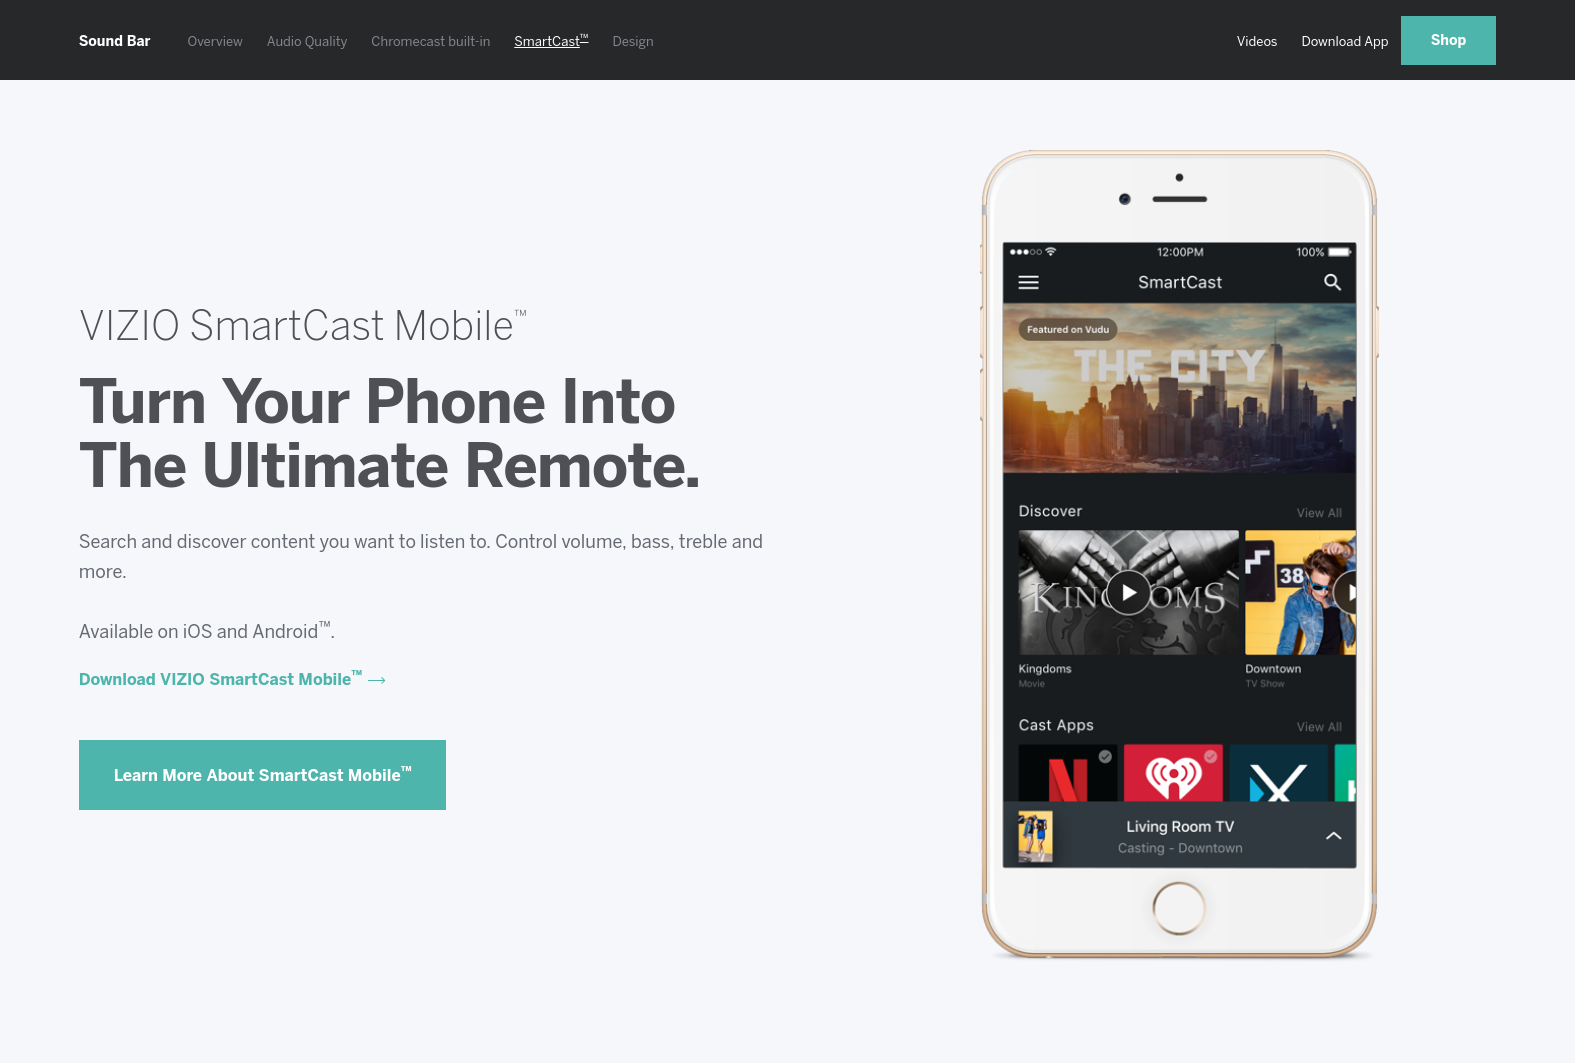 Sound Bar Overview Audio Quality Chromecast built-in SmartCast™ Design Videos Download App Shop
VIZIO SmartCast Mobile™
Turn Your Phone Into
The Ultimate Remote.
Search and discover content you want to listen to. Control volume, bass, treble and
more.
Available on iOS and Android™.
Download VIZIO SmartCast Mobile™ →
Learn More About SmartCast Mobile™
12:00PM 100%
SmartCast
Featured on Vudu
THE CITY
Discover View All
38
KINGDOMS
Kingdoms Downtown
Movie TV Show
Cast Apps View All
Living Room TV
Casting - Downtown